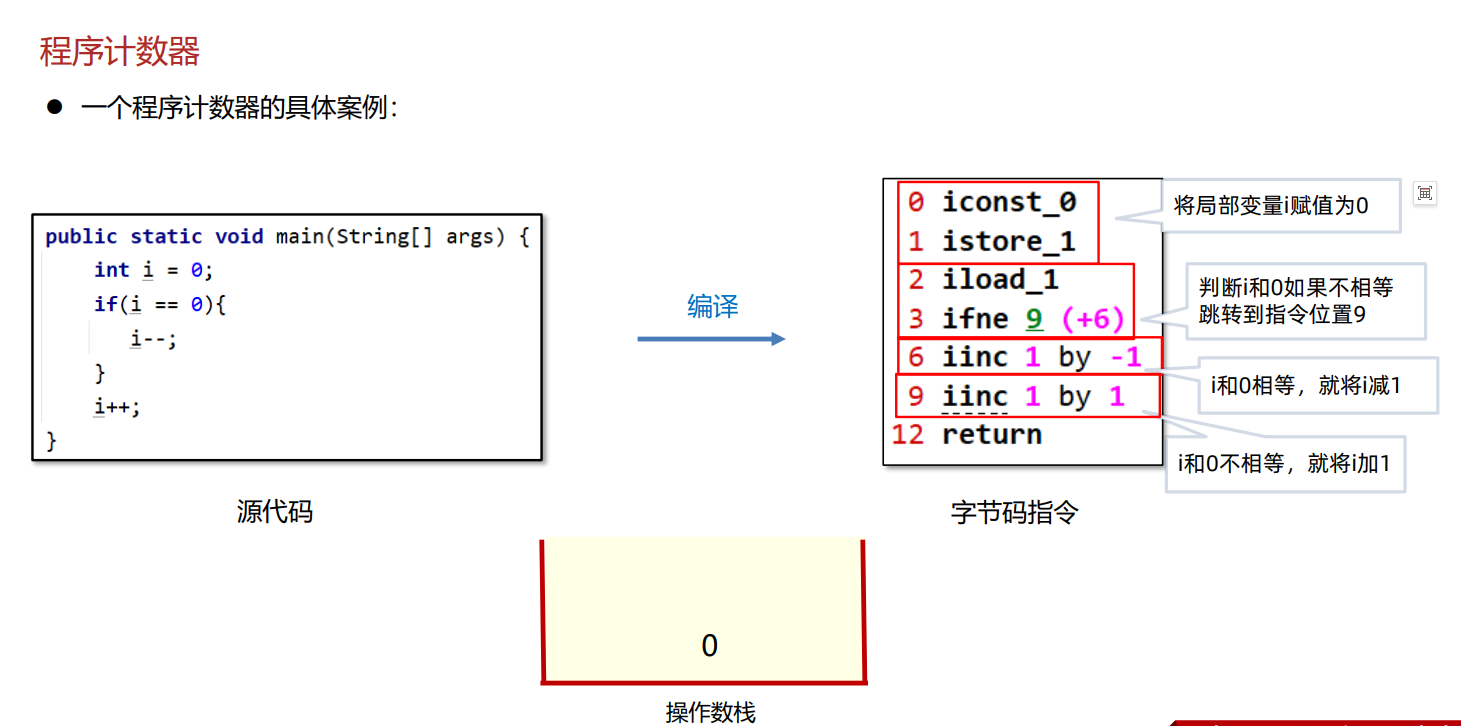 程序计数器
● 一个程序计数器的具体案例：
public static void main(String[] args) {
int i = 0;
if(i == 0){
i--;
}
i++;
}
源代码
编译
0 iconst_0
1 istore_1
2 iload_1
3 ifne 9 (+6)
6 iinc 1 by -1
9 iinc 1 by 1
12 return
字节码指令
将局部变量i赋值为0
判断i和0如果不相等
跳转到指令位置9
i和0相等，就将i减1
i和0不相等，就将i加1
0
操作数栈